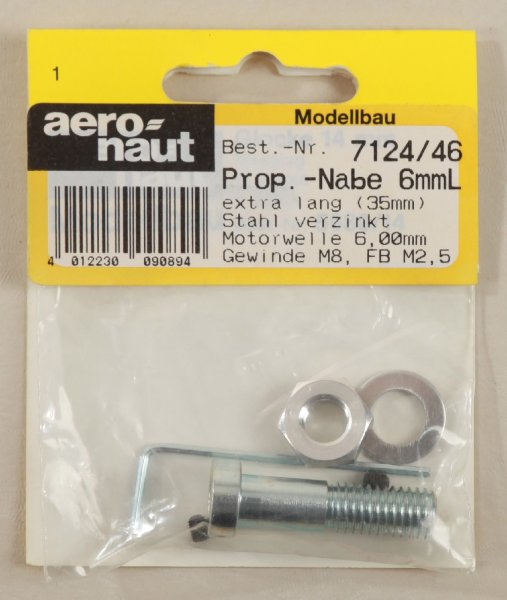 1
Modellbau
aero-
naut
Best.-Nr. 7124/46
Prop.-Nabe 6mmL
extra lang (35mm)
Stahl verzinkt
Motorwelle 6,00mm
Gewinde M8, FB M2,5
4 012230 090894